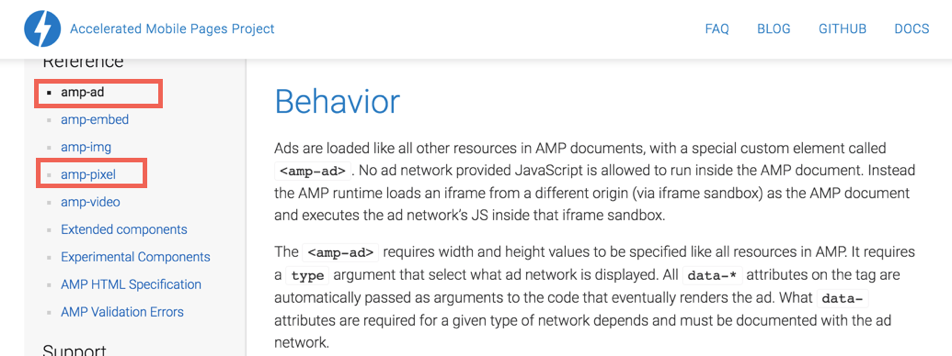 Accelerated Mobile Pages Project
FAQ BLOG GITHUB DOCS
Reference
amp-ad
amp-embed
amp-img
amp-pixel
amp-video
Extended components
Experimental Components
AMP HTML Specification
AMP Validation Errors
Support
Behavior
Ads are loaded like all other resources in AMP documents, with a special custom element called
<amp-ad> . No ad network provided JavaScript is allowed to run inside the AMP document. Instead
the AMP runtime loads an iframe from a different origin (via iframe sandbox) as the AMP document
and executes the ad network's JS inside that iframe sandbox.
The <amp-ad> requires width and height values to be specified like all resources in AMP. It requires
a type argument that select what ad network is displayed. All data-* attributes on the tag are
automatically passed as arguments to the code that eventually renders the ad. What data-
attributes are required for a given type of network depends and must be documented with the ad
network.